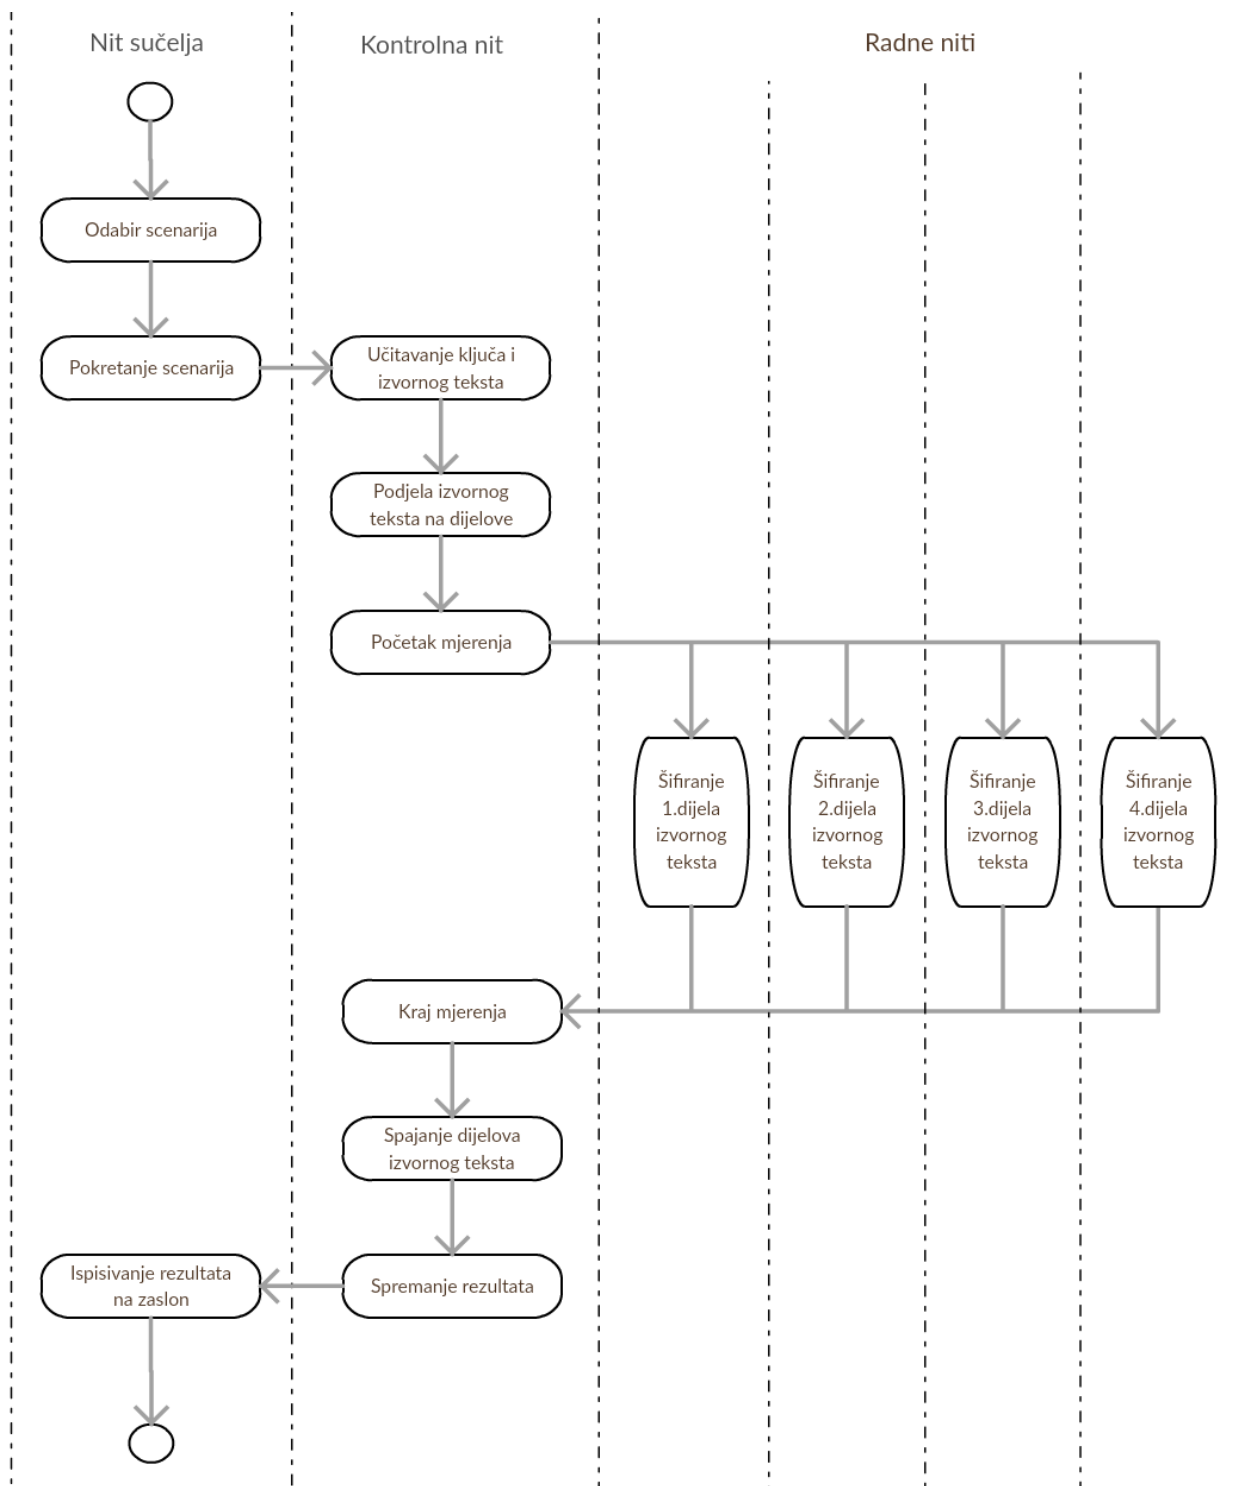 Nit sučelja
Kontrolna nit
Radne niti
Odabir scenarija
Pokretanje scenarija
Učitavanje ključa i
izvornog teksta
Podjela izvornog
teksta na dijelove
Početak mjerenja
Šifiranje
1.dijela
izvornog
teksta
Šifiranje
2.dijela
izvornog
teksta
Šifiranje
3.dijela
izvornog
teksta
Šifiranje
4.dijela
izvornog
teksta
Kraj mjerenja
Spajanje dijelova
izvornog teksta
Spremanje rezultata
Ispisivanje rezultata
na zaslon